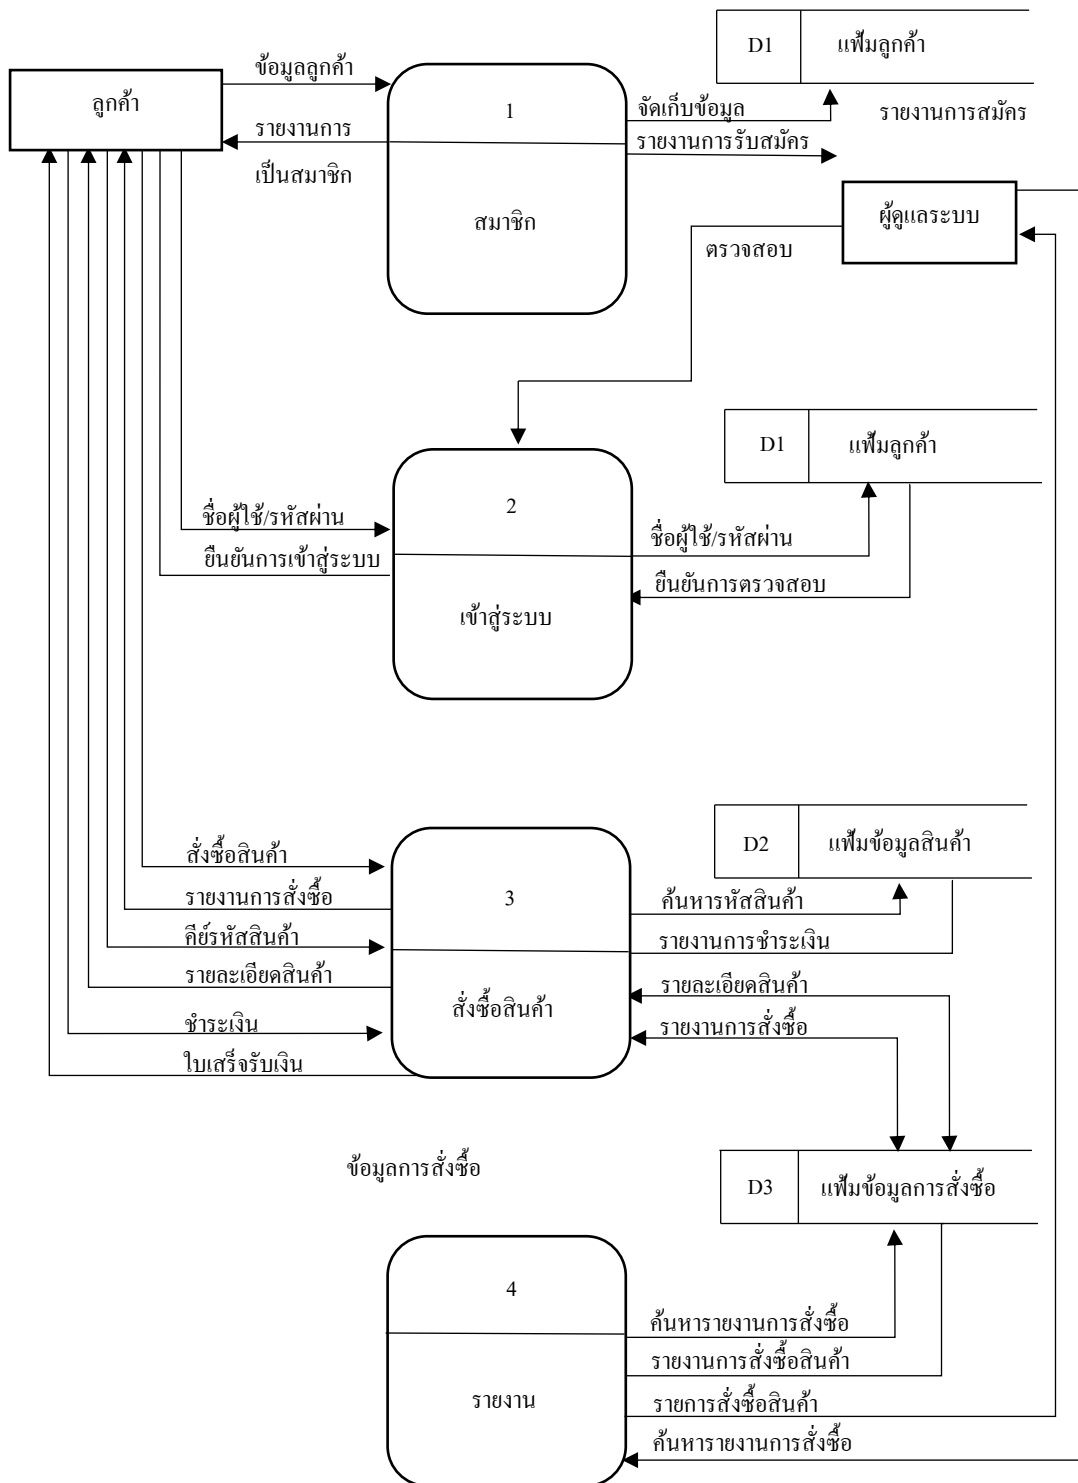 D1
แฟ้มลูกค้า
ข้อมูลลูกค้า
ลูกค้า
1
จัดเก็บข้อมูล
รายงานการสมัคร
รายงานการ
รายงานการรับสมัคร
เป็นสมาชิก
สมาชิก
ผู้ดูแลระบบ
ตรวจสอบ
D1
แฟ้มลูกค้า
2
ชื่อผู้ใช้/รหัสผ่าน
ชื่อผู้ใช้/รหัสผ่าน
ยืนยันการเข้าสู่ระบบ
ยืนยันการตรวจสอบ
เข้าสู่ระบบ
D2
แฟ้มข้อมูลสินค้า
สั่งซื้อสินค้า
3
รายงานการสั่งซื้อ
ค้นหารหัสสินค้า
คีย์รหัสสินค้า
รายงานการชำระเงิน
รายละเอียดสินค้า
รายละเอียดสินค้า
สั่งซื้อสินค้า
ชำระเงิน
รายงานการสั่งซื้อ
ใบเสร็จรับเงิน
ข้อมูลการสั่งซื้อ
D3
แฟ้มข้อมูลการสั่งซื้อ
4
ค้นหารายงานการสั่งซื้อ
รายงานการสั่งซื้อสินค้า
รายงาน
รายการสั่งซื้อสินค้า
ค้นหารายงานการสั่งซื้อ